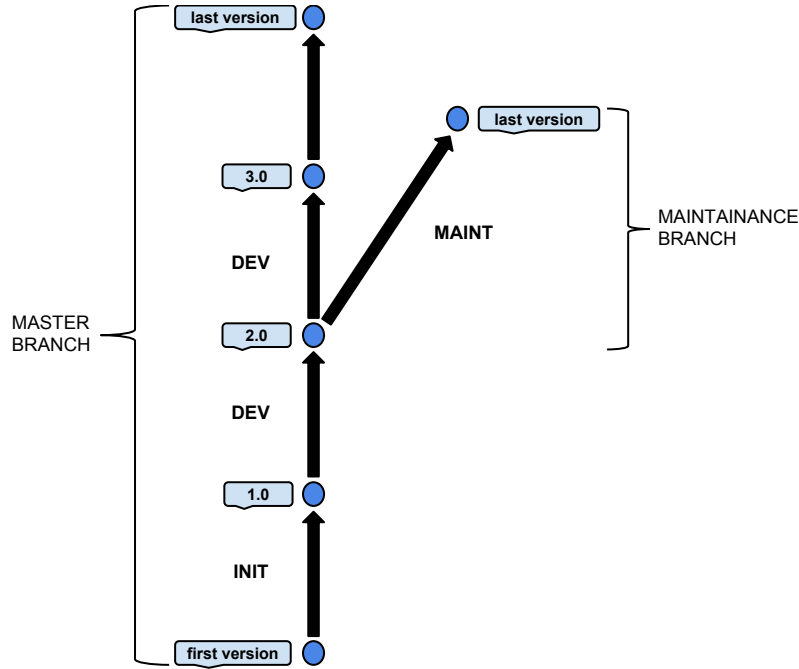 last version
last version
3.0
MAINTAINANCE
BRANCH
MAINT
DEV
MASTER
BRANCH
2.0
DEV
1.0
INIT
first version